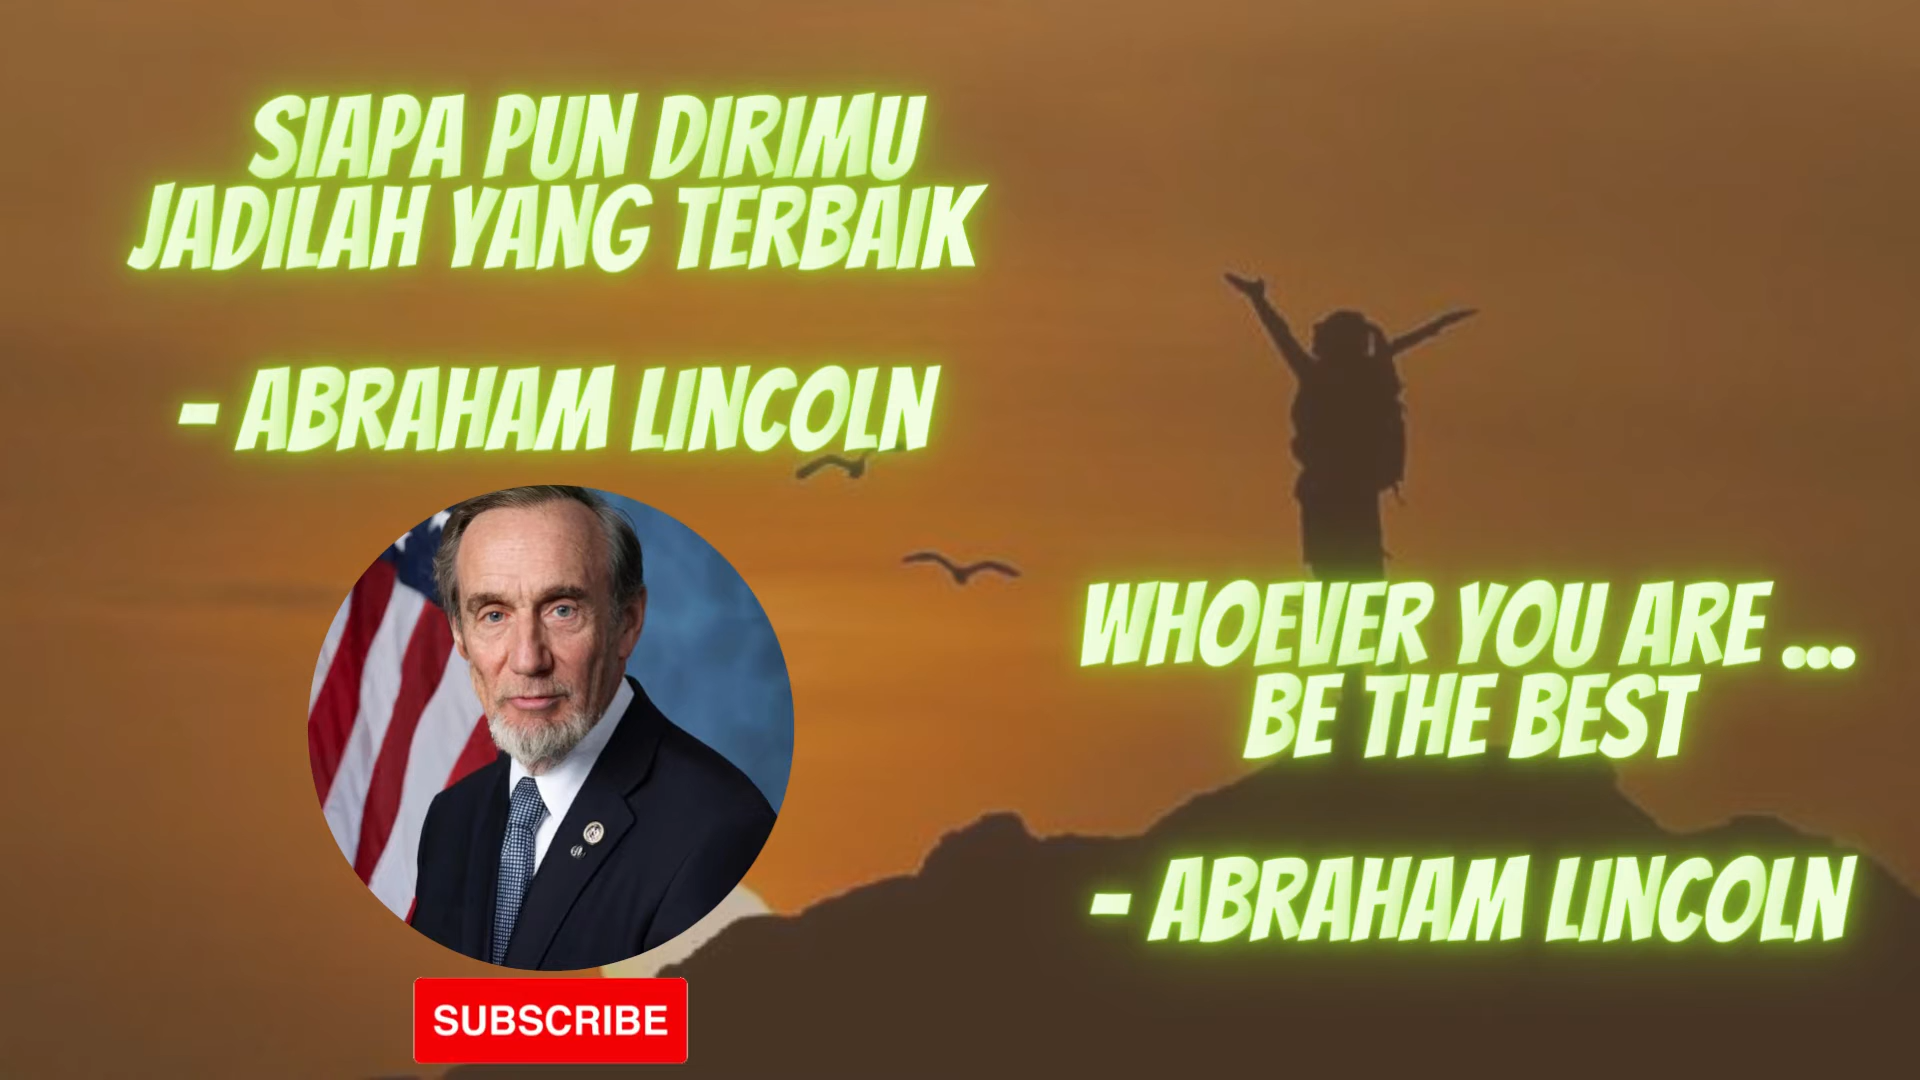 SIAPA PUN DIRIMU
JADILAH YANG TERBAIK
- ABRAHAM LINCOLN
WHOEVER YOU ARE ...
BE THE BEST
- ABRAHAM LINCOLN
SUBSCRIBE